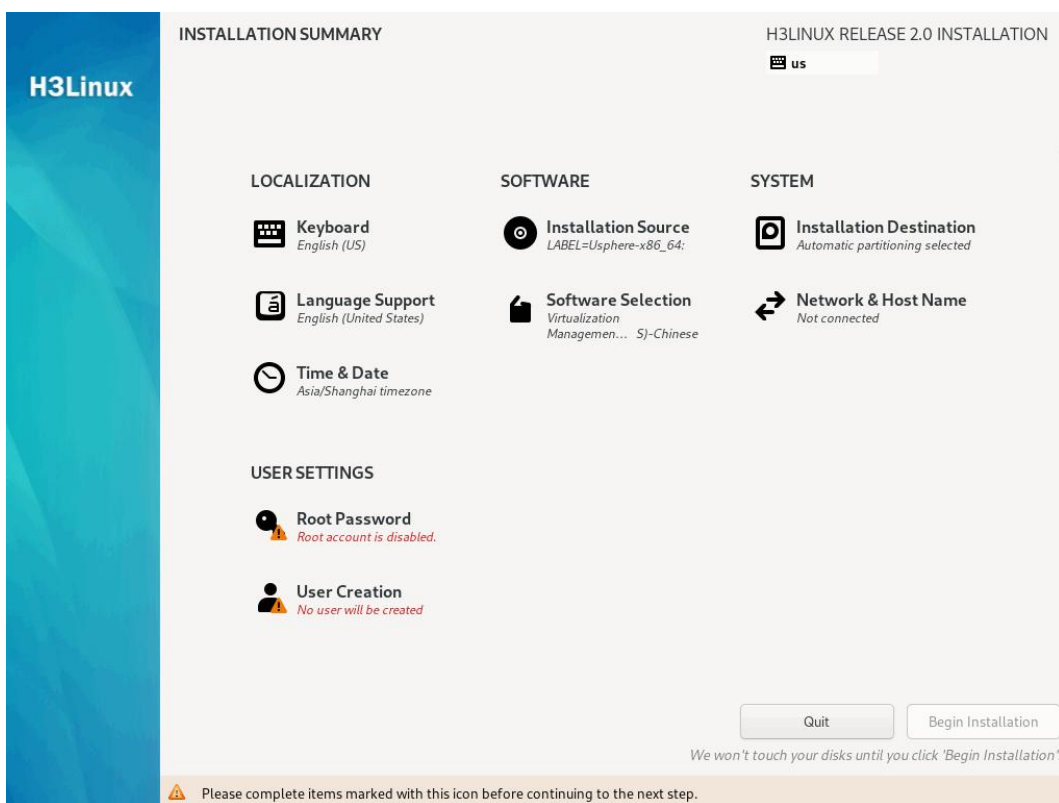 INSTALLATION SUMMARY
H3LINUX RELEASE 2.0 INSTALLATION
us
H3Linux
LOCALIZATION
Keyboard
English (US)
Language Support
English (United States)
Time & Date
Asia/Shanghai timezone
SOFTWARE
Installation Source
LABEL=Usphere-x86_64:
Software Selection
Virtualization
Managemen... S)-Chinese
SYSTEM
Installation Destination
Automatic partitioning selected
Network & Host Name
Not connected
USER SETTINGS
Root Password
Root account is disabled.
User Creation
No user will be created
Quit
Begin Installation
We won't touch your disks until you click 'Begin Installation'
Please complete items marked with this icon before continuing to the next step.